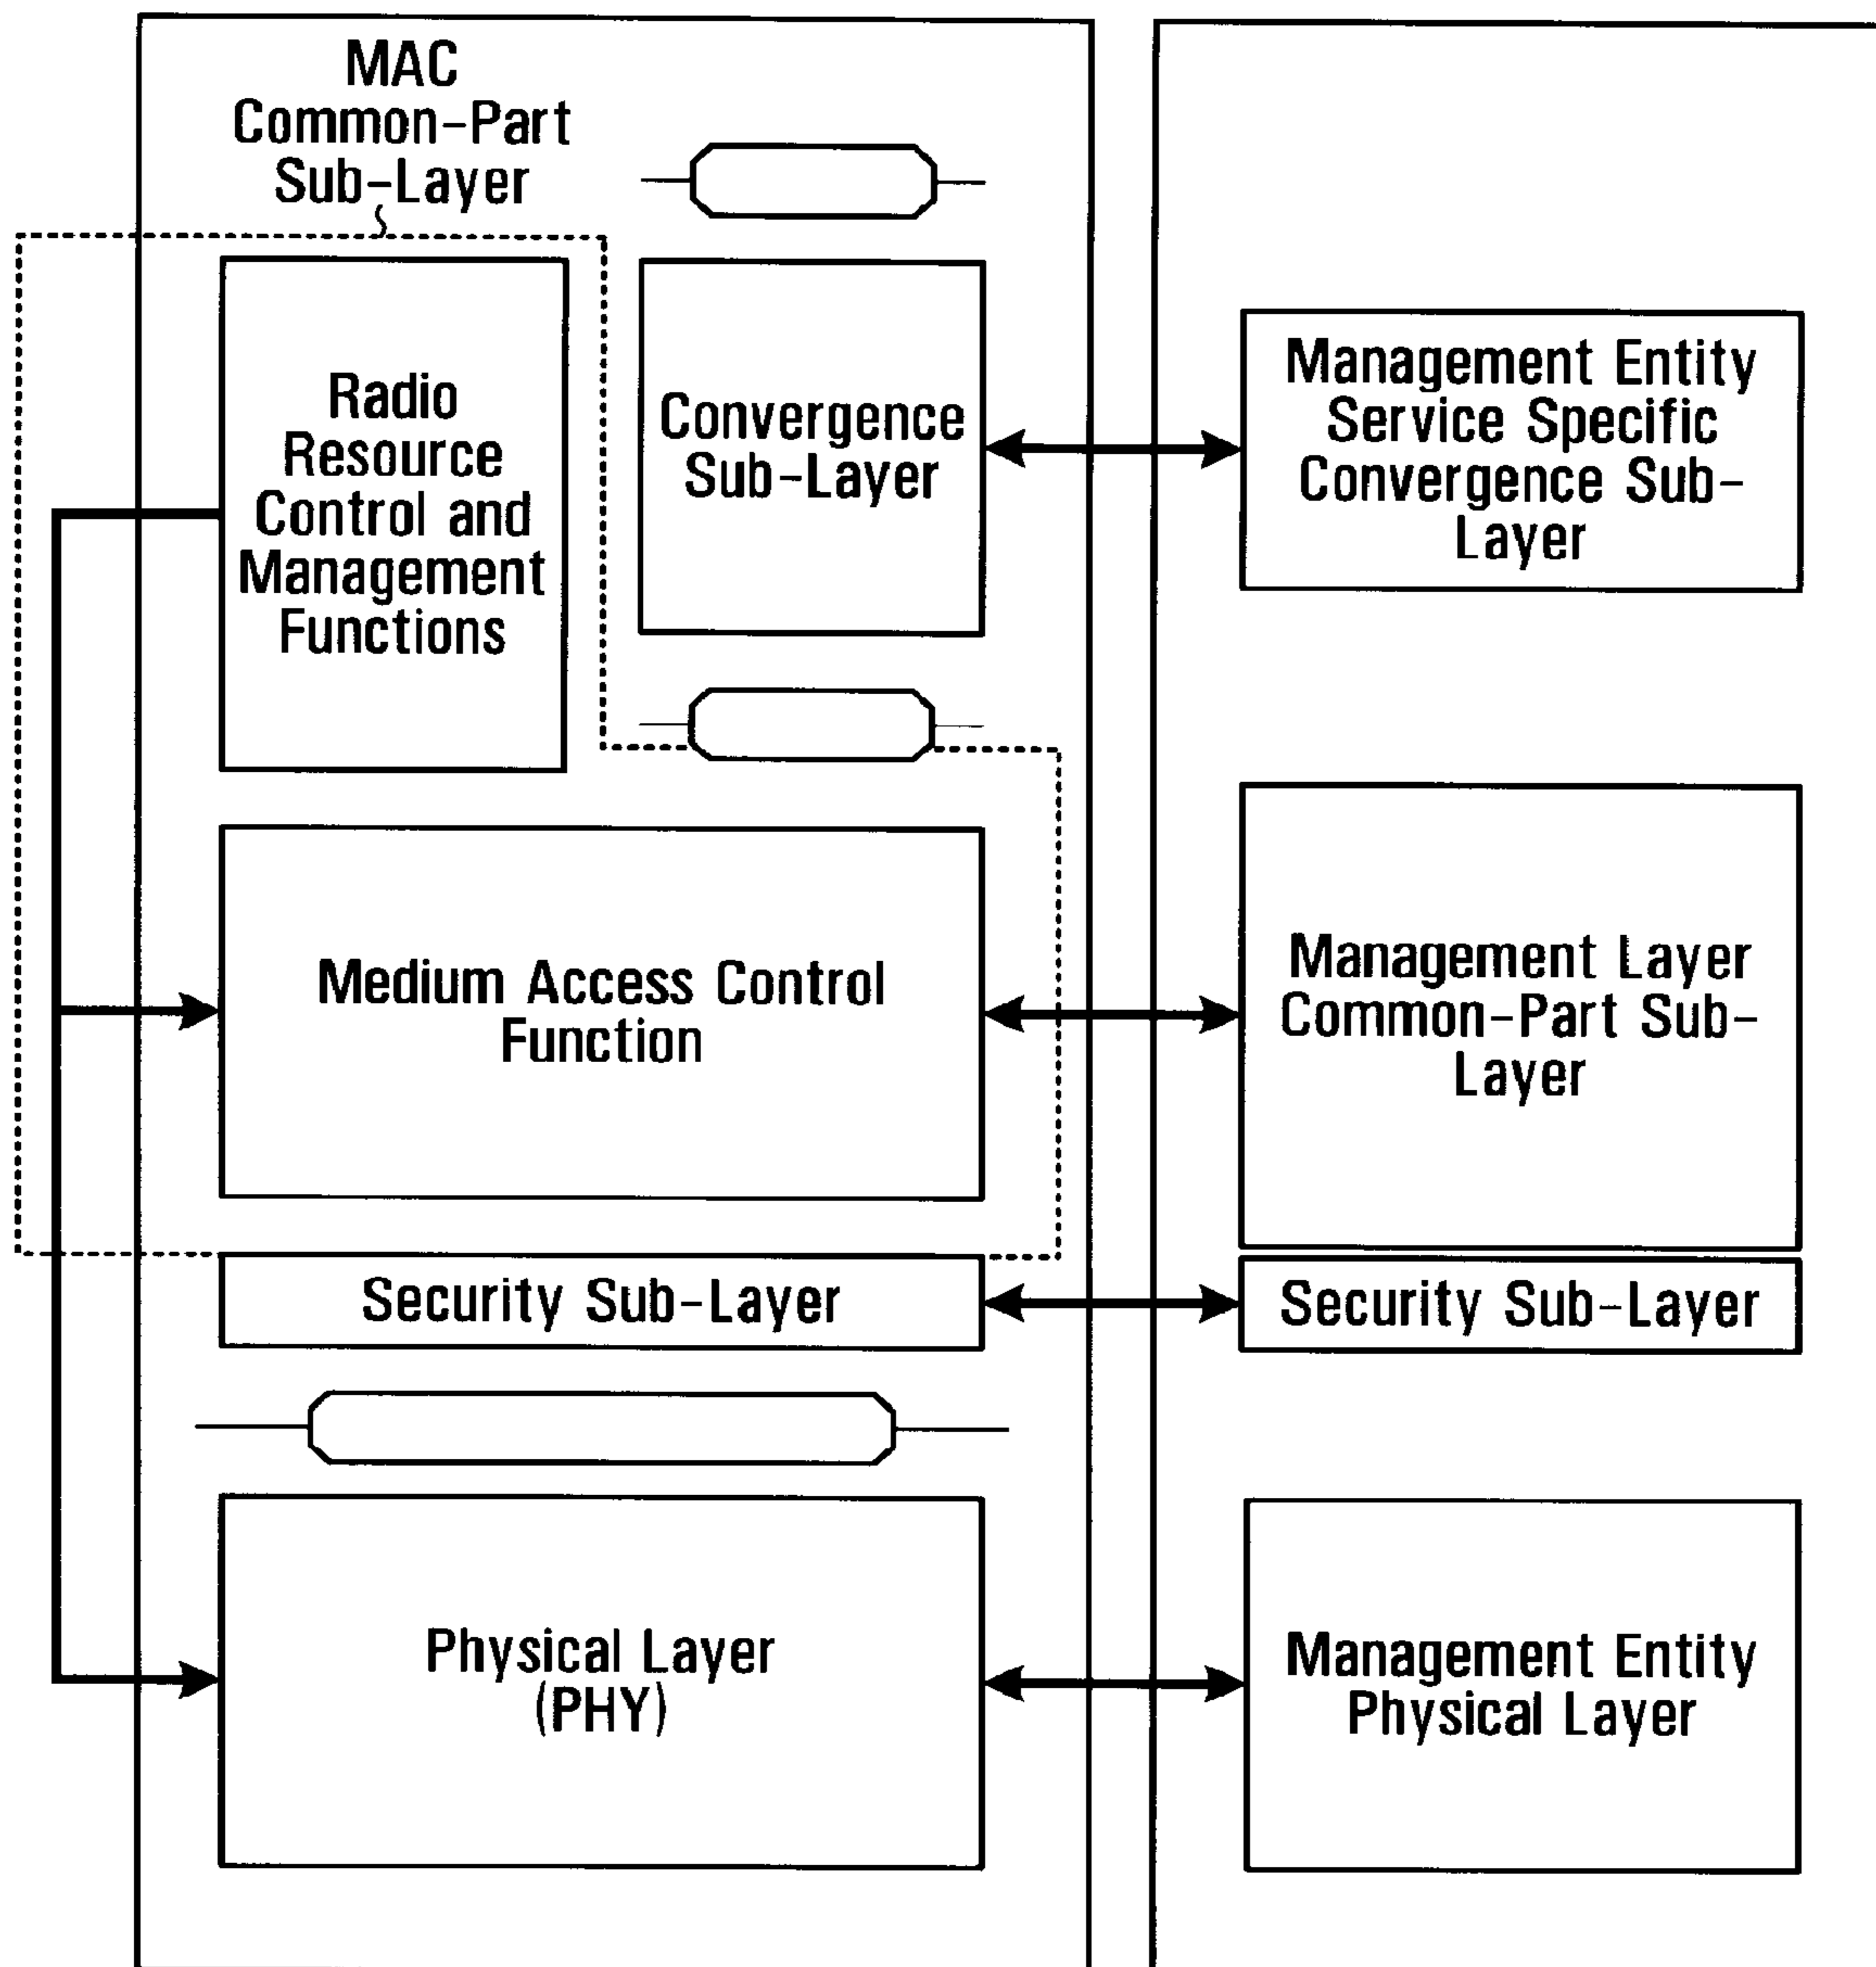 MAC
Common-Part
Sub-Layer
Radio
Resource
Control and
Management
Functions
Convergence
Sub-Layer
Management Entity
Service Specific
Convergence Sub-
Layer
Medium Access Control
Function
Management Layer
Common-Part Sub-
Layer
Security Sub-Layer
Security Sub-Layer
Physical Layer
(PHY)
Management Entity
Physical Layer